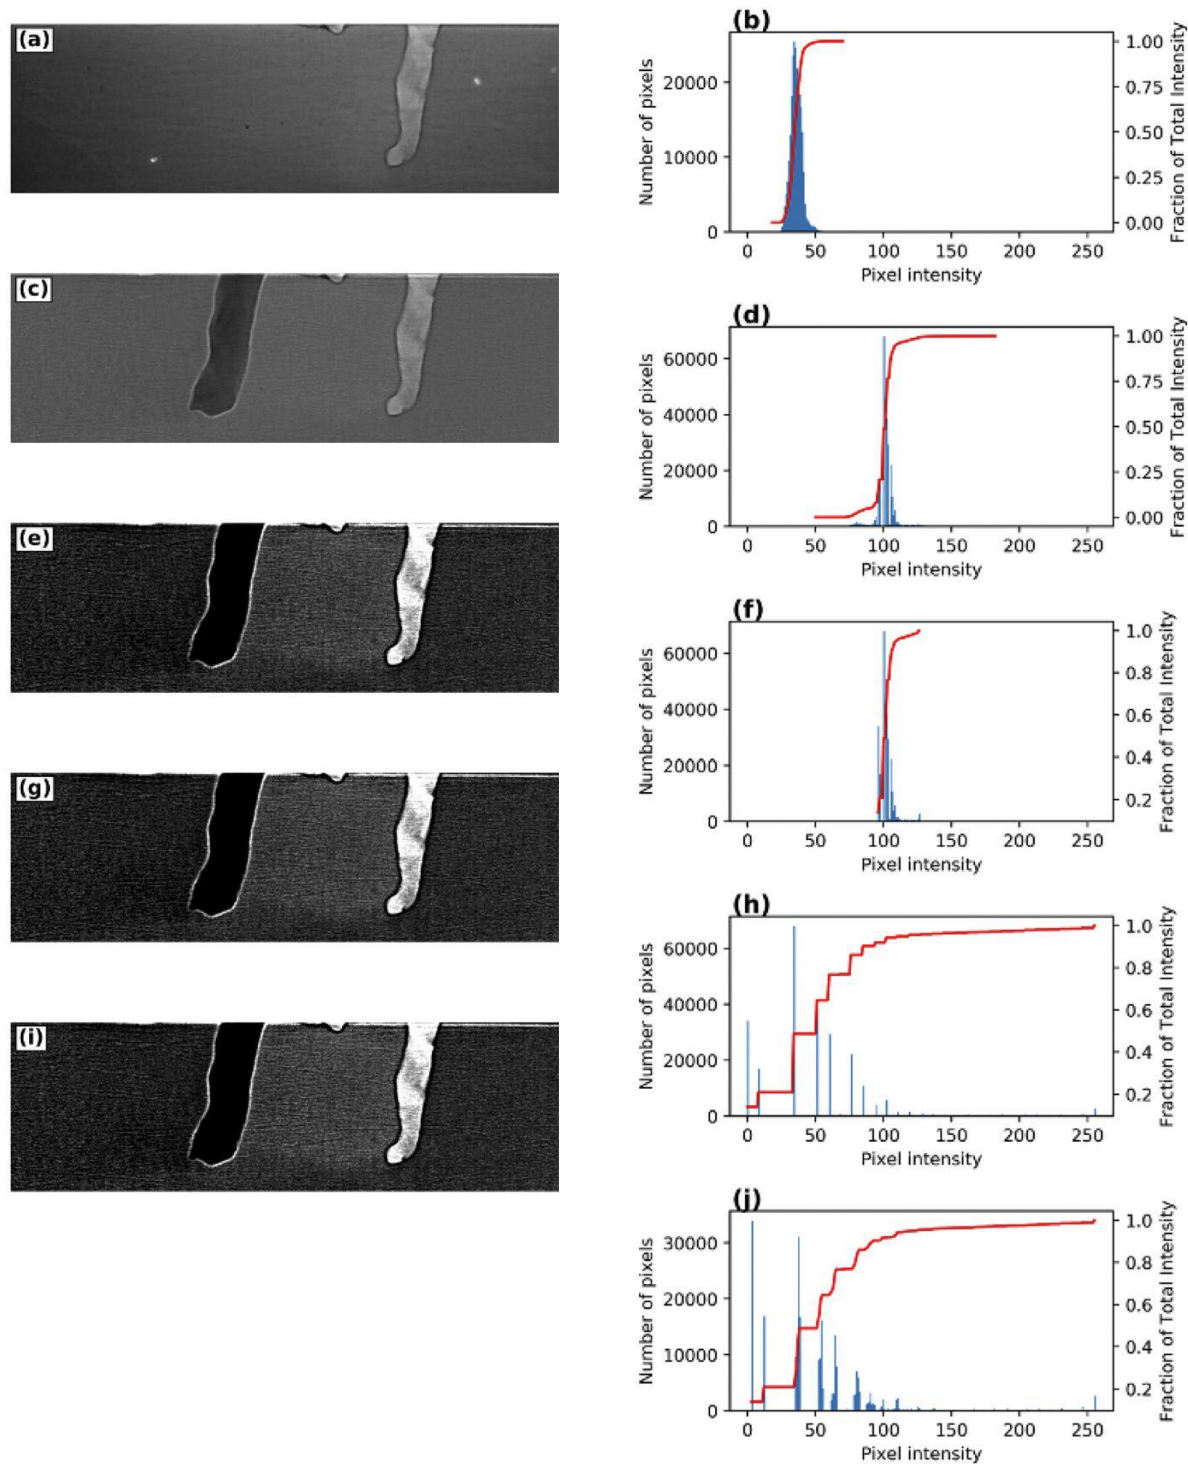 (a)
(b)
Number of pixels
20000
10000
0
1.00
0.75
0.50
0.25
0.00
Fraction of Total Intensity
0 50 100 150 200 250
Pixel intensity
(c)
(d)
Number of pixels
60000
40000
20000
0
1.00
0.75
0.50
0.25
0.00
Fraction of Total Intensity
0 50 100 150 200 250
Pixel intensity
(e)
(f)
Number of pixels
60000
40000
20000
0
1.0
0.8
0.6
0.4
0.2
Fraction of Total Intensity
0 50 100 150 200 250
Pixel intensity
(g)
(h)
Number of pixels
60000
40000
20000
0
1.0
0.8
0.6
0.4
0.2
Fraction of Total Intensity
0 50 100 150 200 250
Pixel intensity
(i)
(j)
Number of pixels
30000
20000
10000
0
1.0
0.8
0.6
0.4
0.2
Fraction of Total Intensity
0 50 100 150 200 250
Pixel intensity